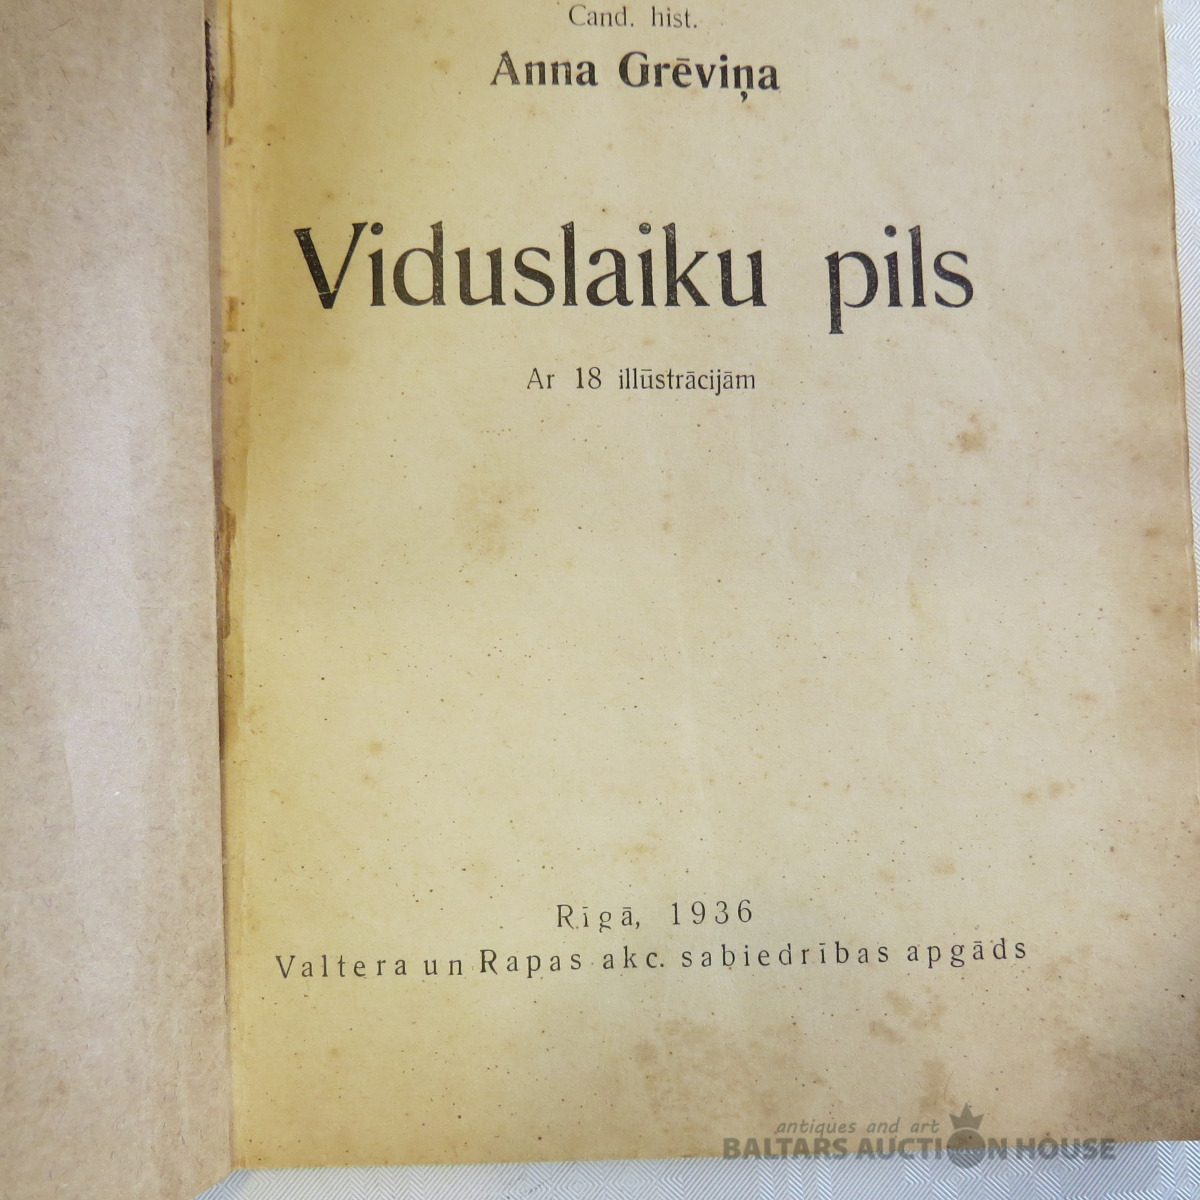 Cand. hist.
Anna Grēviņa
Viduslaiku pils
Ar 18 illūstrācijām
Rīgā, 1936
Valtera un Rapas akc. sabiedrības apgāds
antiques and art
BALTARS AUCTION HOUSE